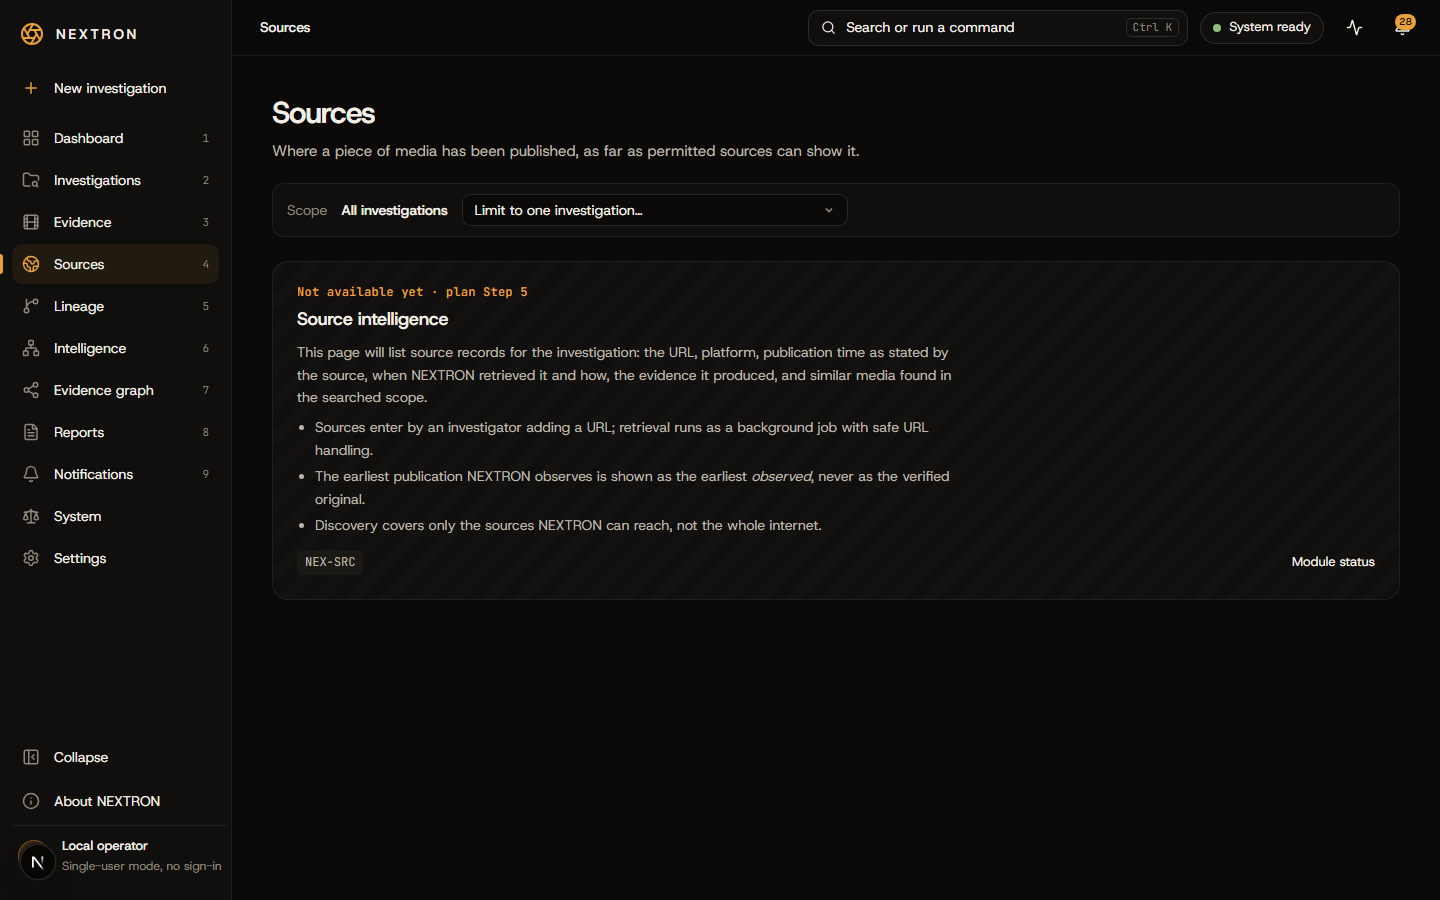 NEXTRON
New investigation
Dashboard 1
Investigations 2
Evidence 3
Sources 4
Lineage 5
Intelligence 6
Evidence graph 7
Reports 8
Notifications 9
System
Settings
Collapse
About NEXTRON
N
Local operator
Single-user mode, no sign-in
Sources
Search or run a command Ctrl K
System ready
28
Sources
Where a piece of media has been published, as far as permitted sources can show it.
Scope All investigations Limit to one investigation...
Not available yet · plan Step 5
Source intelligence
This page will list source records for the investigation: the URL, platform, publication time as stated by
the source, when NEXTRON retrieved it and how, the evidence it produced, and similar media found in
the searched scope.
• Sources enter by an investigator adding a URL; retrieval runs as a background job with safe URL
handling.
• The earliest publication NEXTRON observes is shown as the earliest observed, never as the verified
original.
• Discovery covers only the sources NEXTRON can reach, not the whole internet.
NEX-SRC
Module status